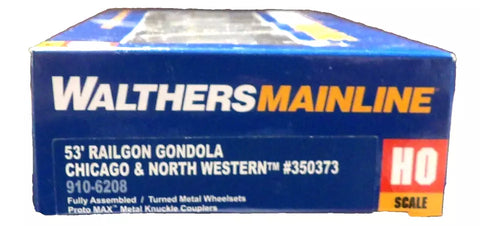 WALTHERSMAINLINE®
53' RAILGON GONDOLA
CHICAGO & NORTH WESTERN™ #350373
910-6208
Fully Assembled / Turned Metal Wheelsets
Proto MAX™ Metal Knuckle Couplers
HO
SCALE